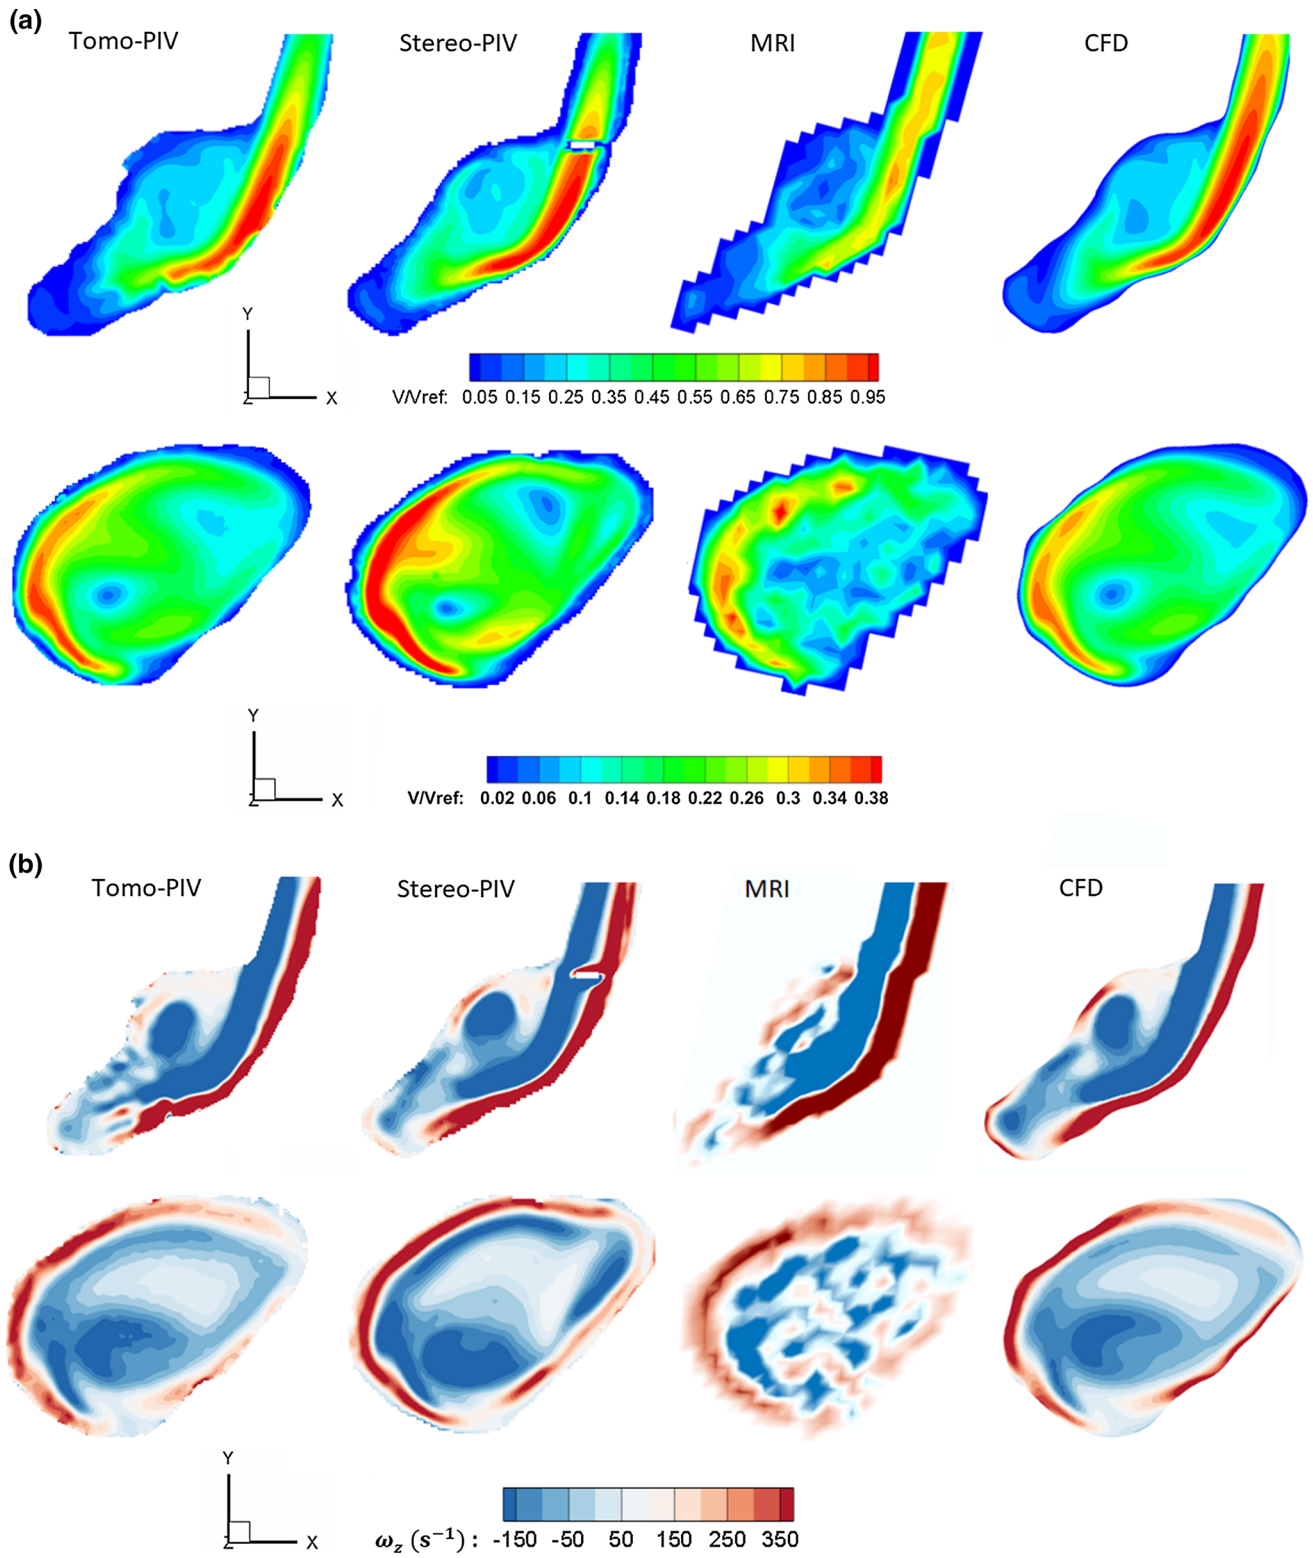 (a)
Tomo-PIV Stereo-PIV MRI CFD
Y
Z X
V/Vref: 0.05 0.15 0.25 0.35 0.45 0.55 0.65 0.75 0.85 0.95
Y
Z X
V/Vref: 0.02 0.06 0.1 0.14 0.18 0.22 0.26 0.3 0.34 0.38
(b)
Tomo-PIV Stereo-PIV MRI CFD
Y
Z X
ω_z (s⁻¹) : -150 -50 50 150 250 350